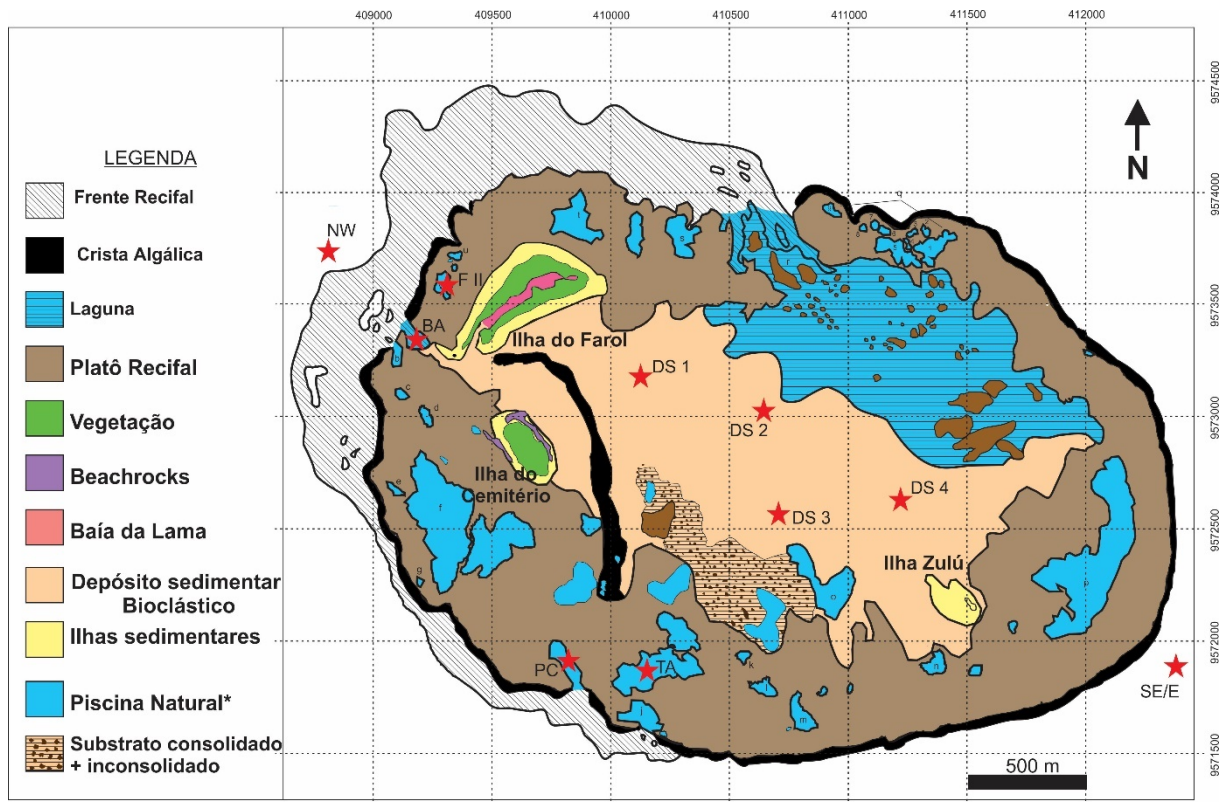 409000 409500 410000 410500 411000 411500 412000
9574500
9574000
9573500
9573000
9572500
9572000
9571500
LEGENDA
Frente Recifal
Crista Algálica
Laguna
Platô Recifal
Vegetação
Beachrocks
Baía da Lama
Depósito sedimentar
Bioclástico
Ilhas sedimentares
Piscina Natural*
Substrato consolidado
+ inconsolidado
N
NW
F II
BA
Ilha do Farol
DS 1
DS 2
Ilha do
Cemitério
DS 4
DS 3
Ilha Zulú
PC
TA
SE/E
500 m
q
u
s
r
b
c
d
e
f
g
o
p
k
n
l
j
m